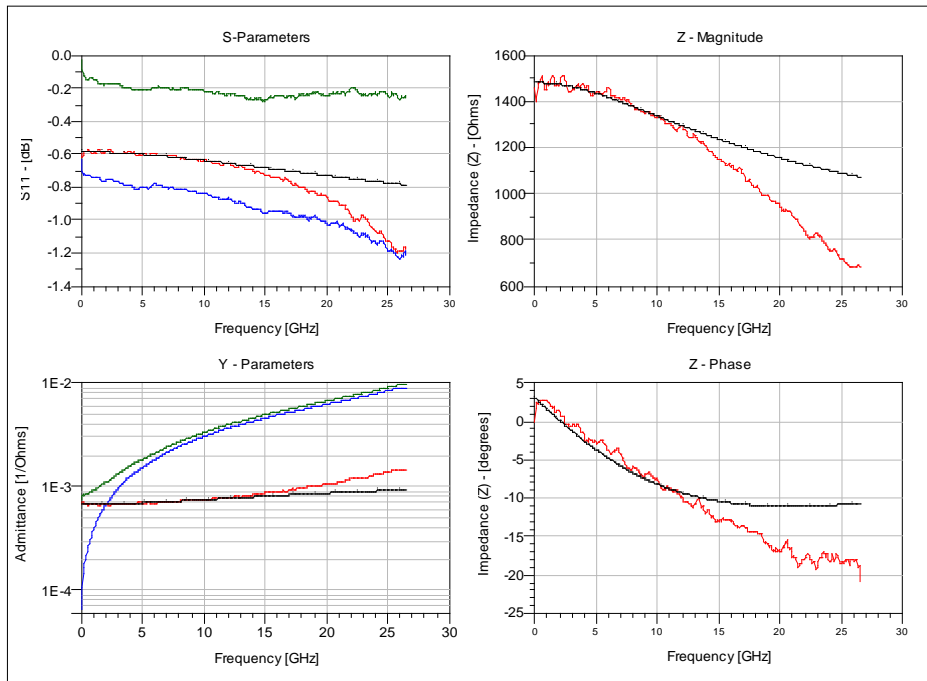 S-Parameters
0.0
-0.2
-0.4
-0.6
-0.8
-1.0
-1.2
-1.4
S11 - [dB]
0 5 10 15 20 25 30
Frequency [GHz]
Z - Magnitude
1600
1400
1200
1000
800
600
Impedance (Z) - [Ohms]
0 5 10 15 20 25 30
Frequency [GHz]
Y - Parameters
1E-2
1E-3
1E-4
Admittance [1/Ohms]
0 5 10 15 20 25 30
Frequency [GHz]
Z - Phase
5
0
-5
-10
-15
-20
-25
Impedance (Z) - [degrees]
0 5 10 15 20 25 30
Frequency [GHz]